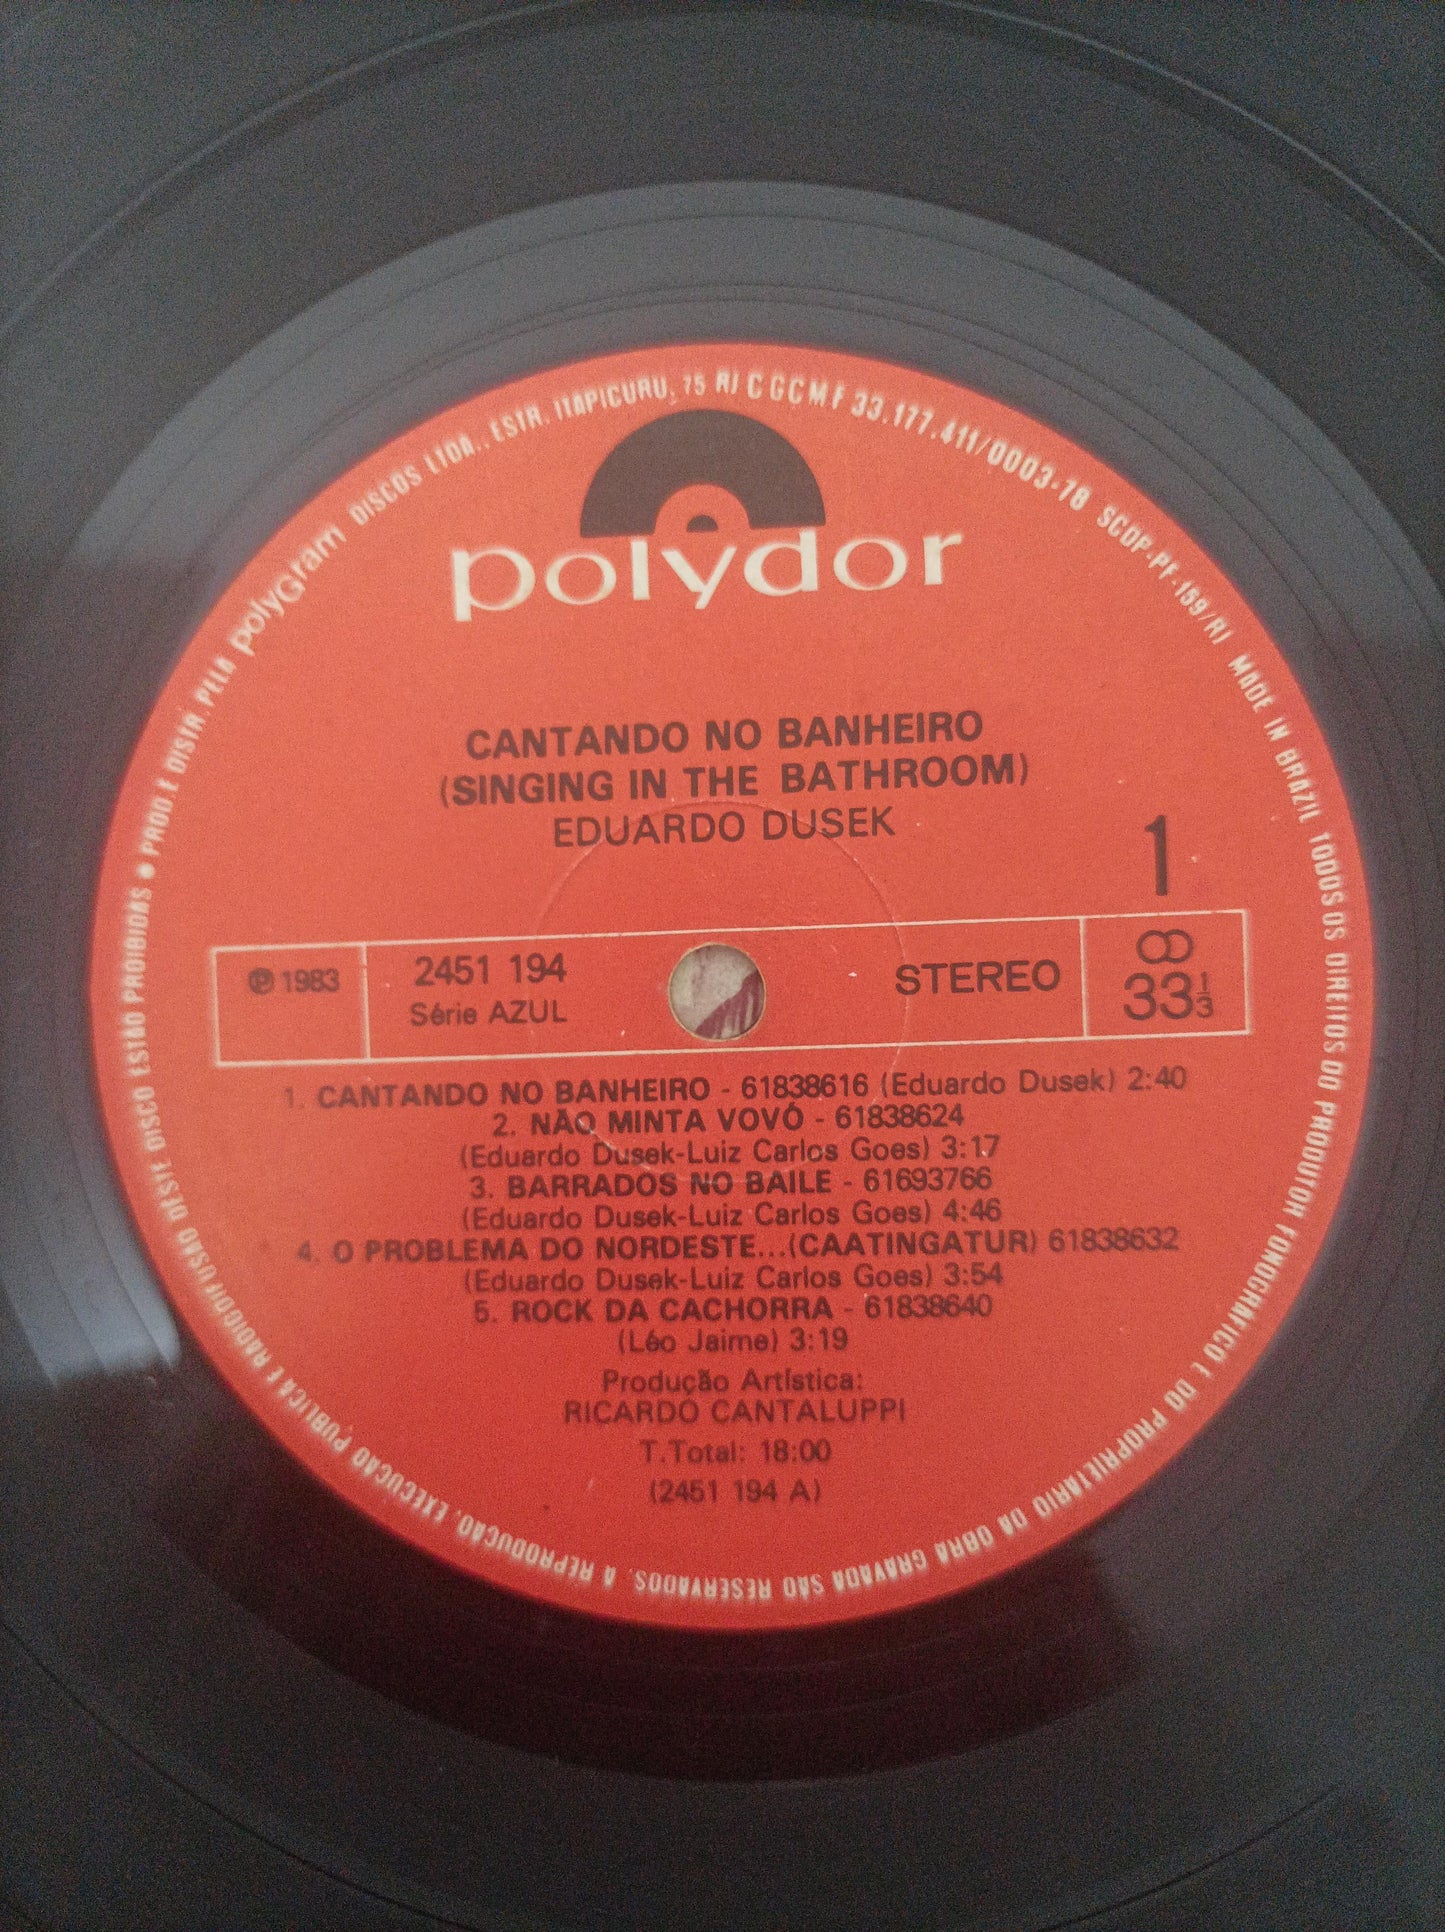 PROD. E DISTR. PELA polyGram DISCOS LTDA., ESTR. ITAPICURU, 75 RJ C G C M F 33.177.411/0003-78 SCDP-PF-159/RJ MADE IN BRAZIL TODOS OS DIREITOS DO PRODUTOR FONOGRÁFICO E DO PROPRIETÁRIO DA OBRA GRAVADA SÃO RESERVADOS. A REPRODUÇÃO, EXECUÇÃO PÚBLICA E RADIODIFUSÃO DESTE DISCO ESTÃO PROIBIDAS •
polydor
CANTANDO NO BANHEIRO
(SINGING IN THE BATHROOM)
EDUARDO DUSEK
1
℗ 1983
2451 194
Série AZUL
STEREO
33 1/3
1. CANTANDO NO BANHEIRO - 61838616 (Eduardo Dusek) 2:40
2. NÃO MINTA VOVÓ - 61838624
(Eduardo Dusek-Luiz Carlos Goes) 3:17
3. BARRADOS NO BAILE - 61693766
(Eduardo Dusek-Luiz Carlos Goes) 4:46
4. O PROBLEMA DO NORDESTE...(CAATINGATUR) 61838632
(Eduardo Dusek-Luiz Carlos Goes) 3:54
5. ROCK DA CACHORRA - 61838640
(Léo Jaime) 3:19
Produção Artística:
RICARDO CANTALUPPI
T.Total: 18:00
(2451 194 A)